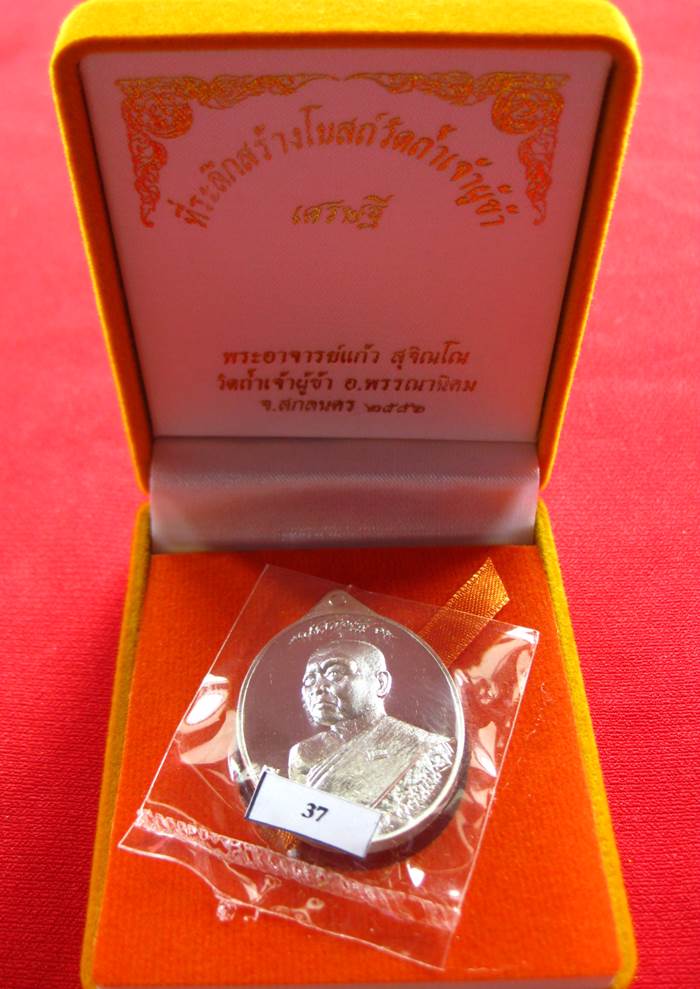 ที่ระลึกสร้างโบสถ์วัดถ้ำเจ้าผู้ข้า
เศรษฐี
พระอาจารย์แก้ว สุจิณโณ
วัดถ้ำเจ้าผู้ข้า อ.พรรณานิคม
จ.สกลนคร ๒๕๕๒
37